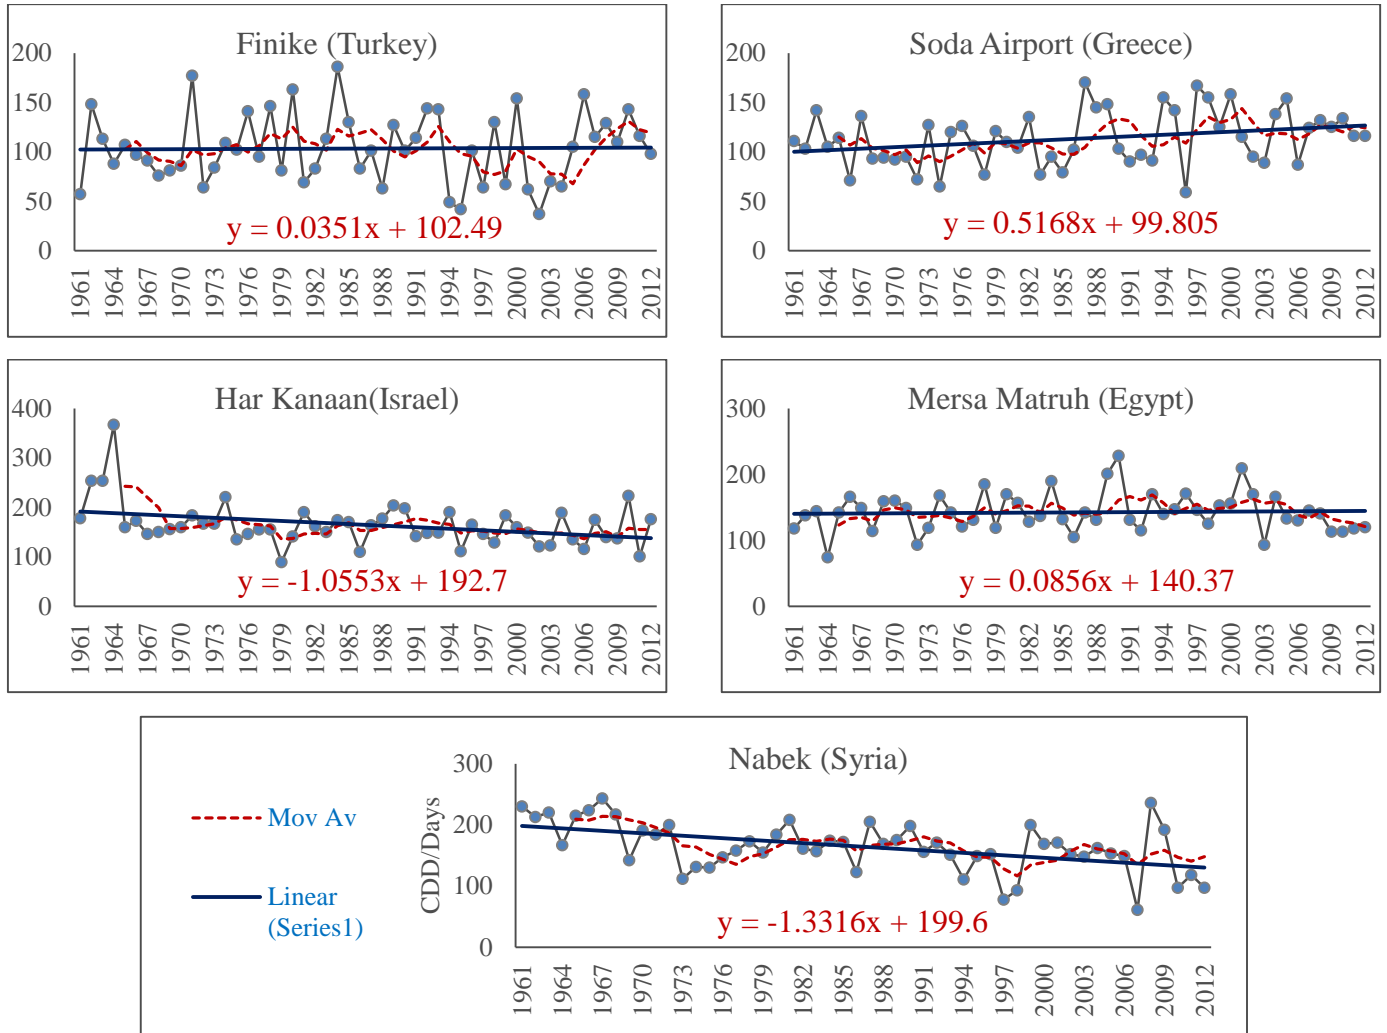 Finike (Turkey)
200
150
100
50
0
y = 0.0351x + 102.49
1961 1964 1967 1970 1973 1976 1979 1982 1985 1988 1991 1994 1997 2000 2003 2006 2009 2012
Soda Airport (Greece)
200
150
100
50
0
y = 0.5168x + 99.805
1961 1964 1967 1970 1973 1976 1979 1982 1985 1988 1991 1994 1997 2000 2003 2006 2009 2012
Har Kanaan(Israel)
400
300
200
100
0
y = -1.0553x + 192.7
1961 1964 1967 1970 1973 1976 1979 1982 1985 1988 1991 1994 1997 2000 2003 2006 2009 2012
Mersa Matruh (Egypt)
300
200
100
0
y = 0.0856x + 140.37
1961 1964 1967 1970 1973 1976 1979 1982 1985 1988 1991 1994 1997 2000 2003 2006 2009 2012
Mov Av
Linear
(Series1)
Nabek (Syria)
CDD/Days
300
200
100
0
y = -1.3316x + 199.6
1961 1964 1967 1970 1973 1976 1979 1982 1985 1988 1991 1994 1997 2000 2003 2006 2009 2012